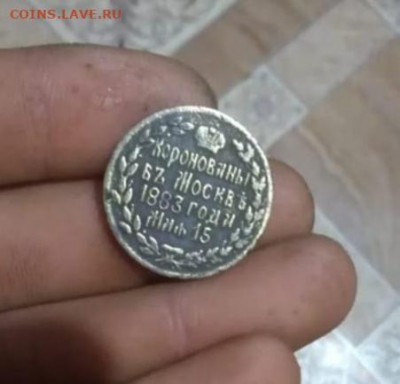 COINS.LAVE.RU
Коронованы
въ Москвѣ
1883 года
Мая 15